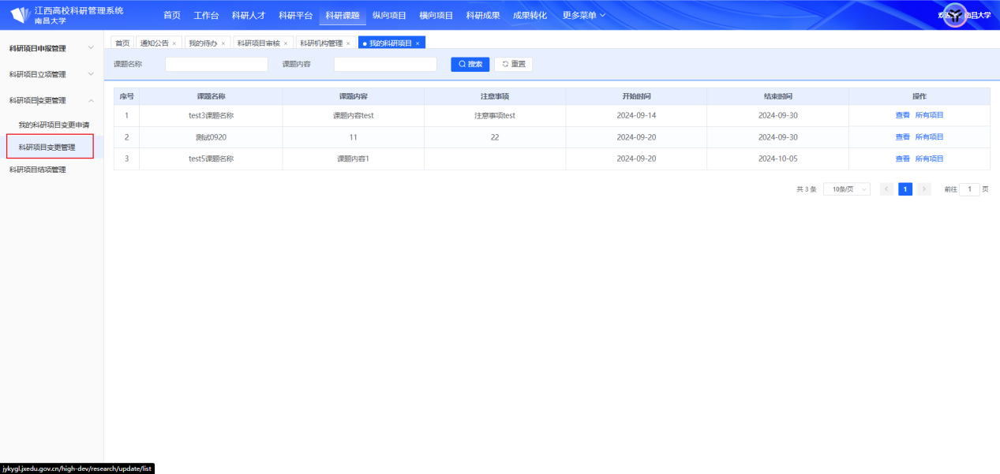 江西高校科研管理系统
南昌大学
首页 工作台 科研人才 科研平台 科研课题 纵向项目 横向项目 科研成果 成果转化 更多菜单
南昌大学
科研项目申报管理
科研项目立项管理
科研项目变更管理
我的科研项目变更申请
科研项目变更管理
科研项目结项管理
首页 通知公告 × 我的待办 × 科研项目审核 × 科研机构管理 × 我的科研项目 ×
课题名称 课题内容 搜索 重置
序号 课题名称 课题内容 注意事项 开始时间 结束时间 操作
1 test3课题名称 课题内容test 注意事项test 2024-09-14 2024-09-30 查看 所有项目
2 测试0920 11 22 2024-09-20 2024-09-30 查看 所有项目
3 test5课题名称 课题内容1 2024-09-20 2024-10-05 查看 所有项目
共 3 条 10条/页 < 1 > 前往 1 页
jykygl.jxedu.gov.cn/high-dev/research/update/list